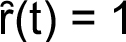 r̂(t) = 1